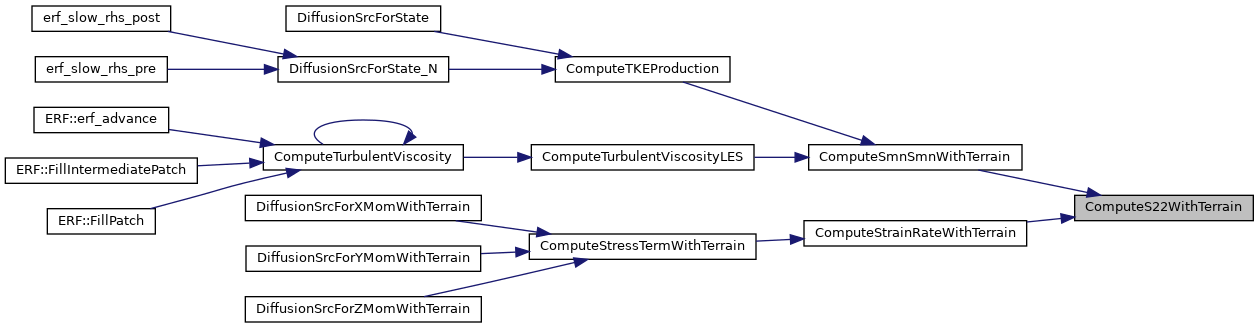 erf_slow_rhs_post
DiffusionSrcForState
erf_slow_rhs_pre
DiffusionSrcForState_N
ComputeTKEProduction
ERF::erf_advance
ComputeTurbulentViscosity
ComputeTurbulentViscosityLES
ComputeSmnSmnWithTerrain
ERF::FillIntermediatePatch
ERF::FillPatch
DiffusionSrcForXMomWithTerrain
ComputeS22WithTerrain
ComputeStrainRateWithTerrain
ComputeStressTermWithTerrain
DiffusionSrcForYMomWithTerrain
DiffusionSrcForZMomWithTerrain